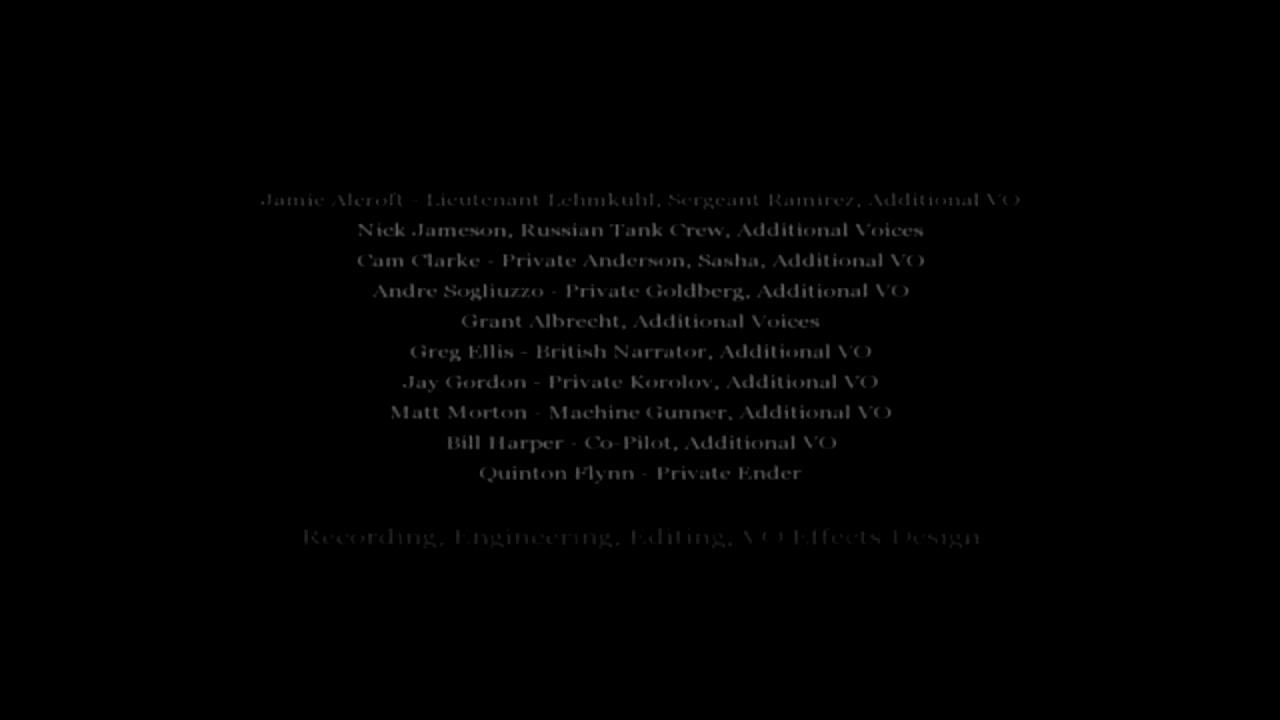 Jamie Alcroft - Lieutenant Lehmkuhl, Sergeant Ramirez, Additional VO
Nick Jameson, Russian Tank Crew, Additional Voices
Cam Clarke - Private Anderson, Sasha, Additional VO
Andre Sogliuzzo - Private Goldberg, Additional VO
Grant Albrecht, Additional Voices
Greg Ellis - British Narrator, Additional VO
Jay Gordon - Private Korolov, Additional VO
Matt Morton - Machine Gunner, Additional VO
Bill Harper - Co-Pilot, Additional VO
Quinton Flynn - Private Ender
Recording, Engineering, Editing, VO Effects Design